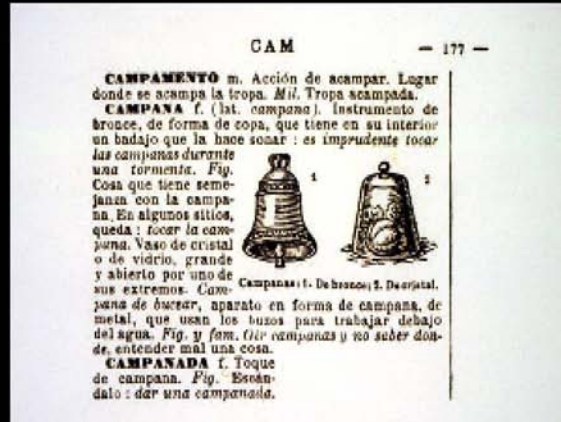 CAM — 177 —
CAMPAMENTO m. Acción de acampar. Lugar
donde se acampa la tropa. Mil. Tropa acampada.
CAMPANA f. (lat. campana). Instrumento de
bronce, de forma de copa, que tiene en su interior
un badajo que la hace sonar : es imprudente tocar
las campanas durante
una tormenta. Fig.
Cosa que tiene seme-
janza con la campa-
na. En algunos sitios,
queda : tocar la cam-
pana. Vaso de cristal
o de vidrio, grande
y abierto por uno de
sus extremos. Cam-
pana de bucear, aparato en forma de campana, de
metal, que usan los buzos para trabajar debajo
del agua. Fig. y fam. Oir campanas y no saber don-
de, entender mal una cosa.
CAMPANADA f. Toque
de campana. Fig. Escán-
dalo : dar una campanada.
1
2
Campanas : 1. De bronce; 2. De cristal.